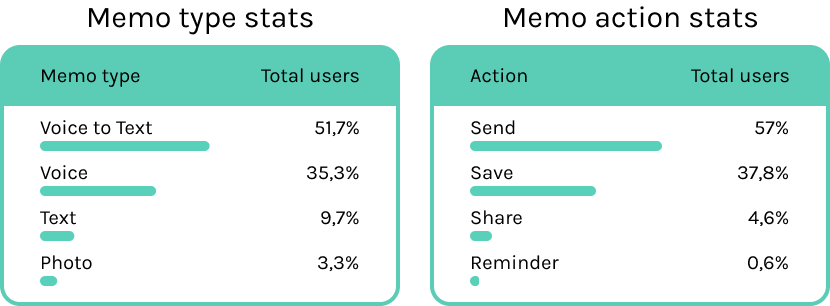 Memo type stats
Memo type Total users
Voice to Text 51,7%
Voice 35,3%
Text 9,7%
Photo 3,3%
Memo action stats
Action Total users
Send 57%
Save 37,8%
Share 4,6%
Reminder 0,6%